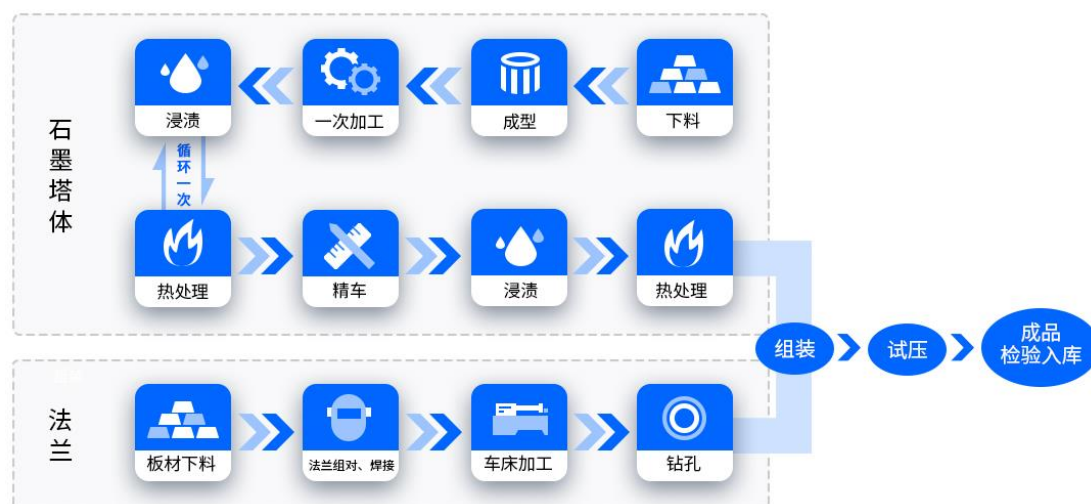 石墨塔体
浸渍
一次加工
成型
下料
循环一次
热处理
精车
浸渍
热处理
法兰
板材下料
法兰组对、焊接
车床加工
钻孔
组装
试压
成品
检验入库